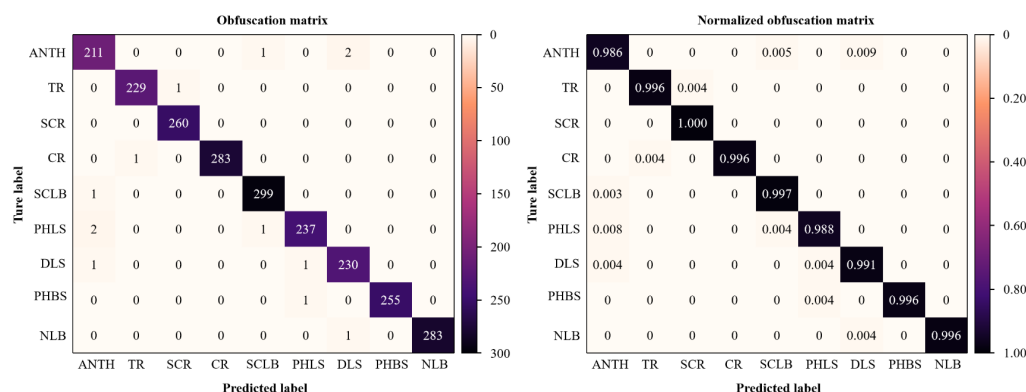 Obfuscation matrix
ANTH 211 0 0 0 1 0 2 0 0
TR 0 229 1 0 0 0 0 0 0
SCR 0 0 260 0 0 0 0 0 0
CR 0 1 0 283 0 0 0 0 0
SCLB 1 0 0 0 299 0 0 0 0
PHLS 2 0 0 0 1 237 0 0 0
DLS 1 0 0 0 0 1 230 0 0
PHBS 0 0 0 0 0 1 0 255 0
NLB 0 0 0 0 0 0 1 0 283
ANTH TR SCR CR SCLB PHLS DLS PHBS NLB
Predicted label
Ture label
0
50
100
150
200
250
300
Normalized obfuscation matrix
ANTH 0.986 0 0 0 0.005 0 0.009 0 0
TR 0 0.996 0.004 0 0 0 0 0 0
SCR 0 0 1.000 0 0 0 0 0 0
CR 0 0.004 0 0.996 0 0 0 0 0
SCLB 0.003 0 0 0 0.997 0 0 0 0
PHLS 0.008 0 0 0 0.004 0.988 0 0 0
DLS 0.004 0 0 0 0 0.004 0.991 0 0
PHBS 0 0 0 0 0 0.004 0 0.996 0
NLB 0 0 0 0 0 0 0.004 0 0.996
ANTH TR SCR CR SCLB PHLS DLS PHBS NLB
Predicted label
Ture label
0
0.20
0.40
0.60
0.80
1.00